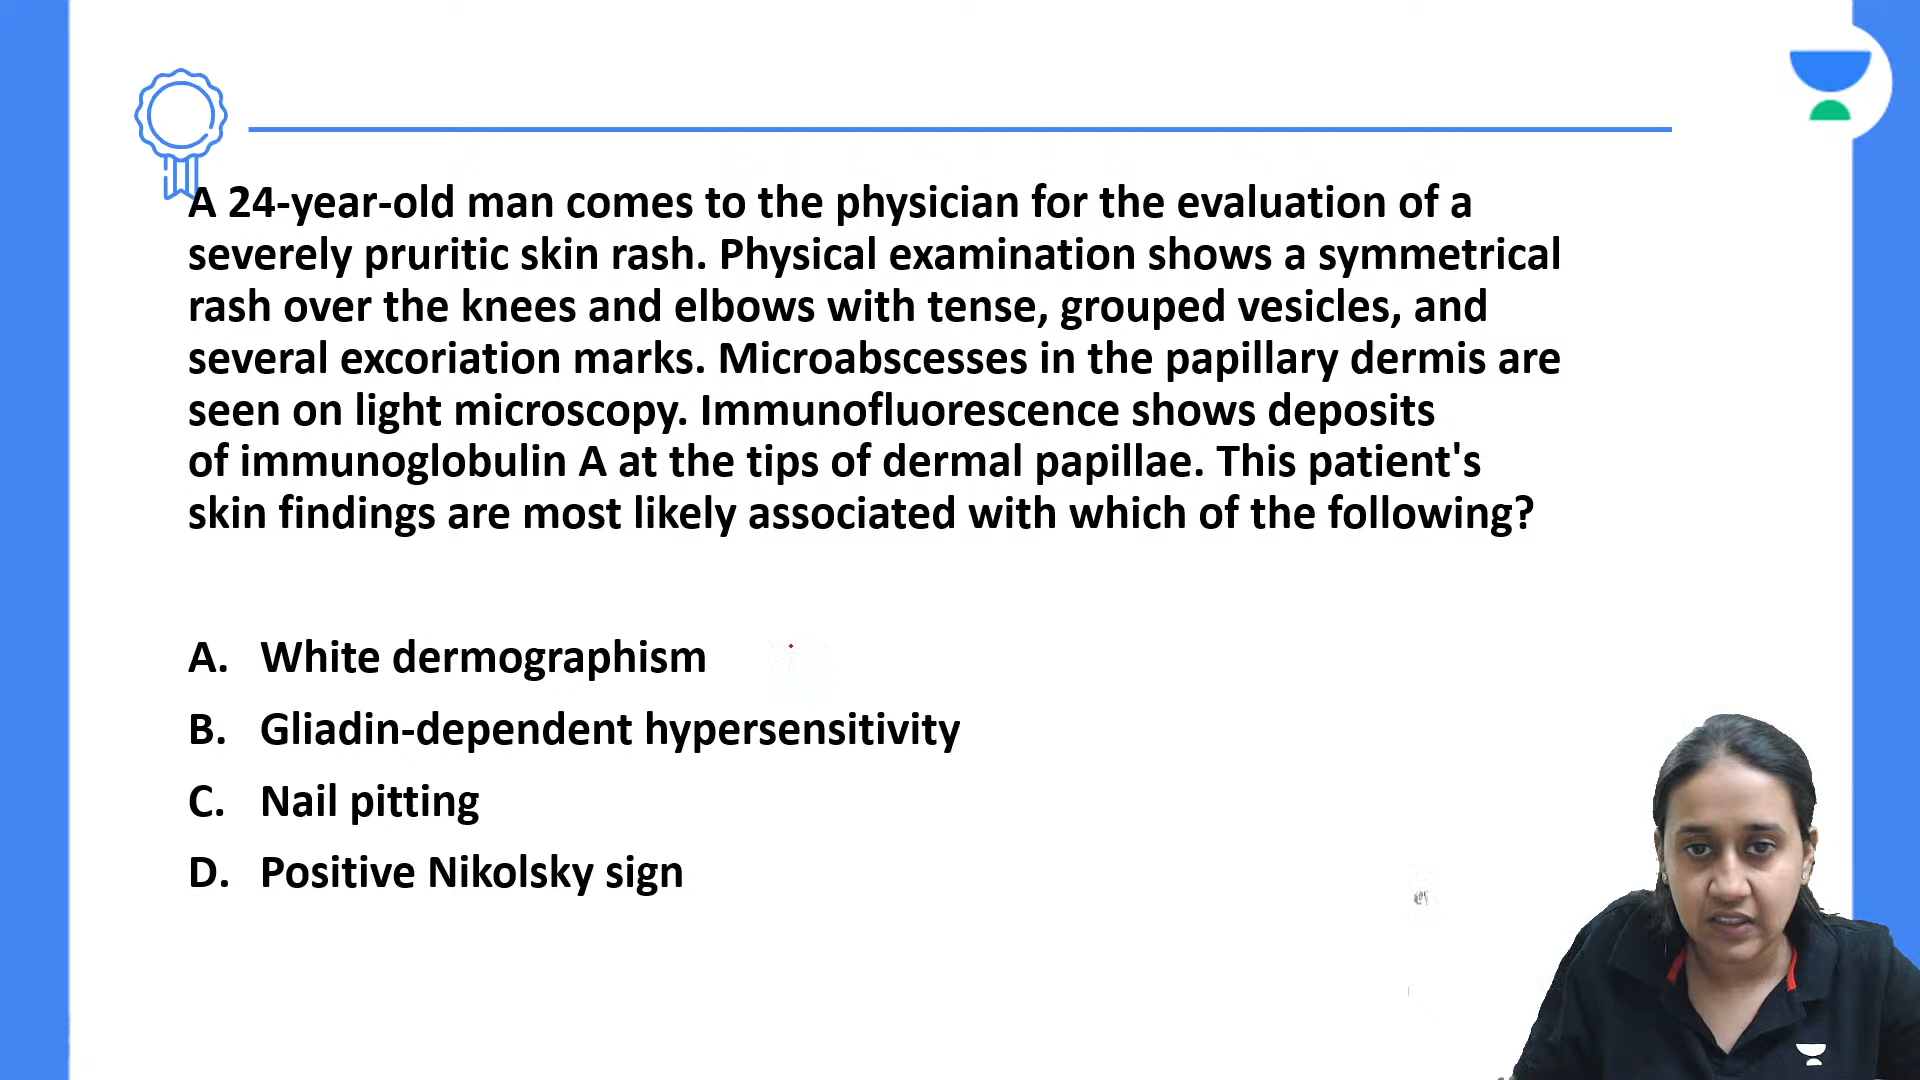 A 24-year-old man comes to the physician for the evaluation of a
severely pruritic skin rash. Physical examination shows a symmetrical
rash over the knees and elbows with tense, grouped vesicles, and
several excoriation marks. Microabscesses in the papillary dermis are
seen on light microscopy. Immunofluorescence shows deposits
of immunoglobulin A at the tips of dermal papillae. This patient's
skin findings are most likely associated with which of the following?
A. White dermographism
B. Gliadin-dependent hypersensitivity
C. Nail pitting
D. Positive Nikolsky sign